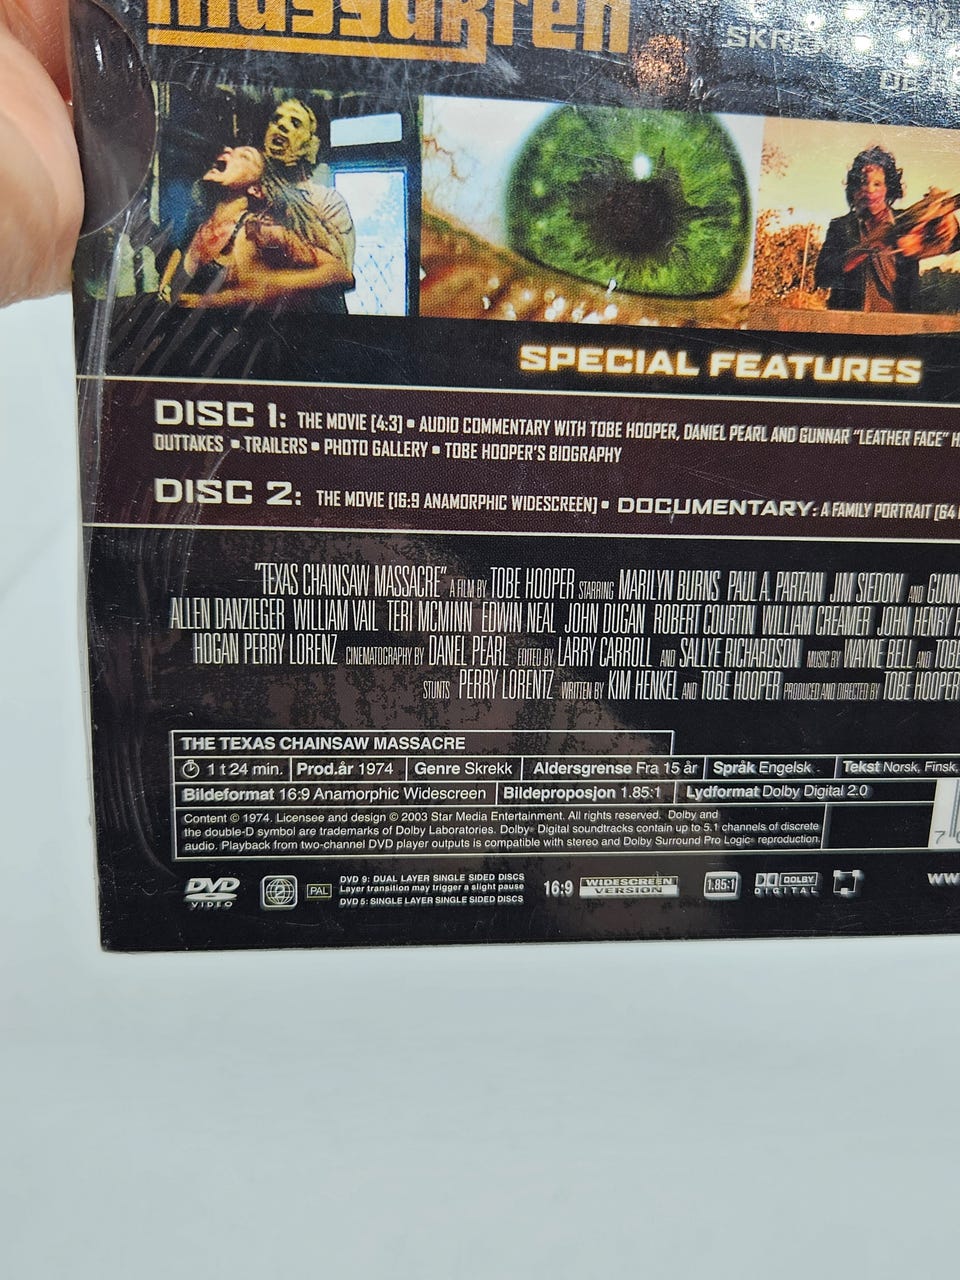 SPECIAL FEATURES
DISC 1: THE MOVIE [4:3] • AUDIO COMMENTARY WITH TOBE HOOPER, DANIEL PEARL AND GUNNAR "LEATHER FACE" H
OUTTAKES • TRAILERS • PHOTO GALLERY • TOBE HOOPER'S BIOGRAPHY
DISC 2: THE MOVIE [16:9 ANAMORPHIC WIDESCREEN] • DOCUMENTARY: A FAMILY PORTRAIT [64
"TEXAS CHAINSAW MASSACRE" A FILM BY TOBE HOOPER STARRING MARILYN BURNS PAUL A. PARTAIN JIM SIEDOW AND GUNN
ALLEN DANZIEGER WILLIAM VAIL TERI MCMINN EDWIN NEAL JOHN DUGAN ROBERT COURTIN WILLIAM CREAMER JOHN HENRY
HOGAN PERRY LORENZ CINEMATOGRAPHY BY DANIEL PEARL EDITED BY LARRY CARROLL AND SALLYE RICHARDSON MUSIC BY WAYNE BELL AND TOBE
STUNTS PERRY LORENTZ WRITTEN BY KIM HENKEL AND TOBE HOOPER PRODUCED AND DIRECTED BY TOBE HOOPER
THE TEXAS CHAINSAW MASSACRE
1 t 24 min. Prod.år 1974 Genre Skrekk Aldersgrense Fra 15 år Språk Engelsk Tekst Norsk, Finsk,
Bildeformat 16:9 Anamorphic Widescreen Bildeproposjon 1.85:1 Lydformat Dolby Digital 2.0
Content © 1974. Licensee and design © 2003 Star Media Entertainment. All rights reserved. Dolby and
the double-D symbol are trademarks of Dolby Laboratories. Dolby® Digital soundtracks contain up to 5.1 channels of discrete
audio. Playback from two-channel DVD player outputs is compatible with stereo and Dolby Surround Pro Logic® reproduction.
DVD VIDEO 2 PAL
DVD 9: DUAL LAYER SINGLE SIDED DISCS
Layer transition may trigger a slight pause
DVD 5: SINGLE LAYER SINGLE SIDED DISCS
16:9 WIDESCREEN VERSION 1.85:1 DOLBY DIGITAL
ww
7